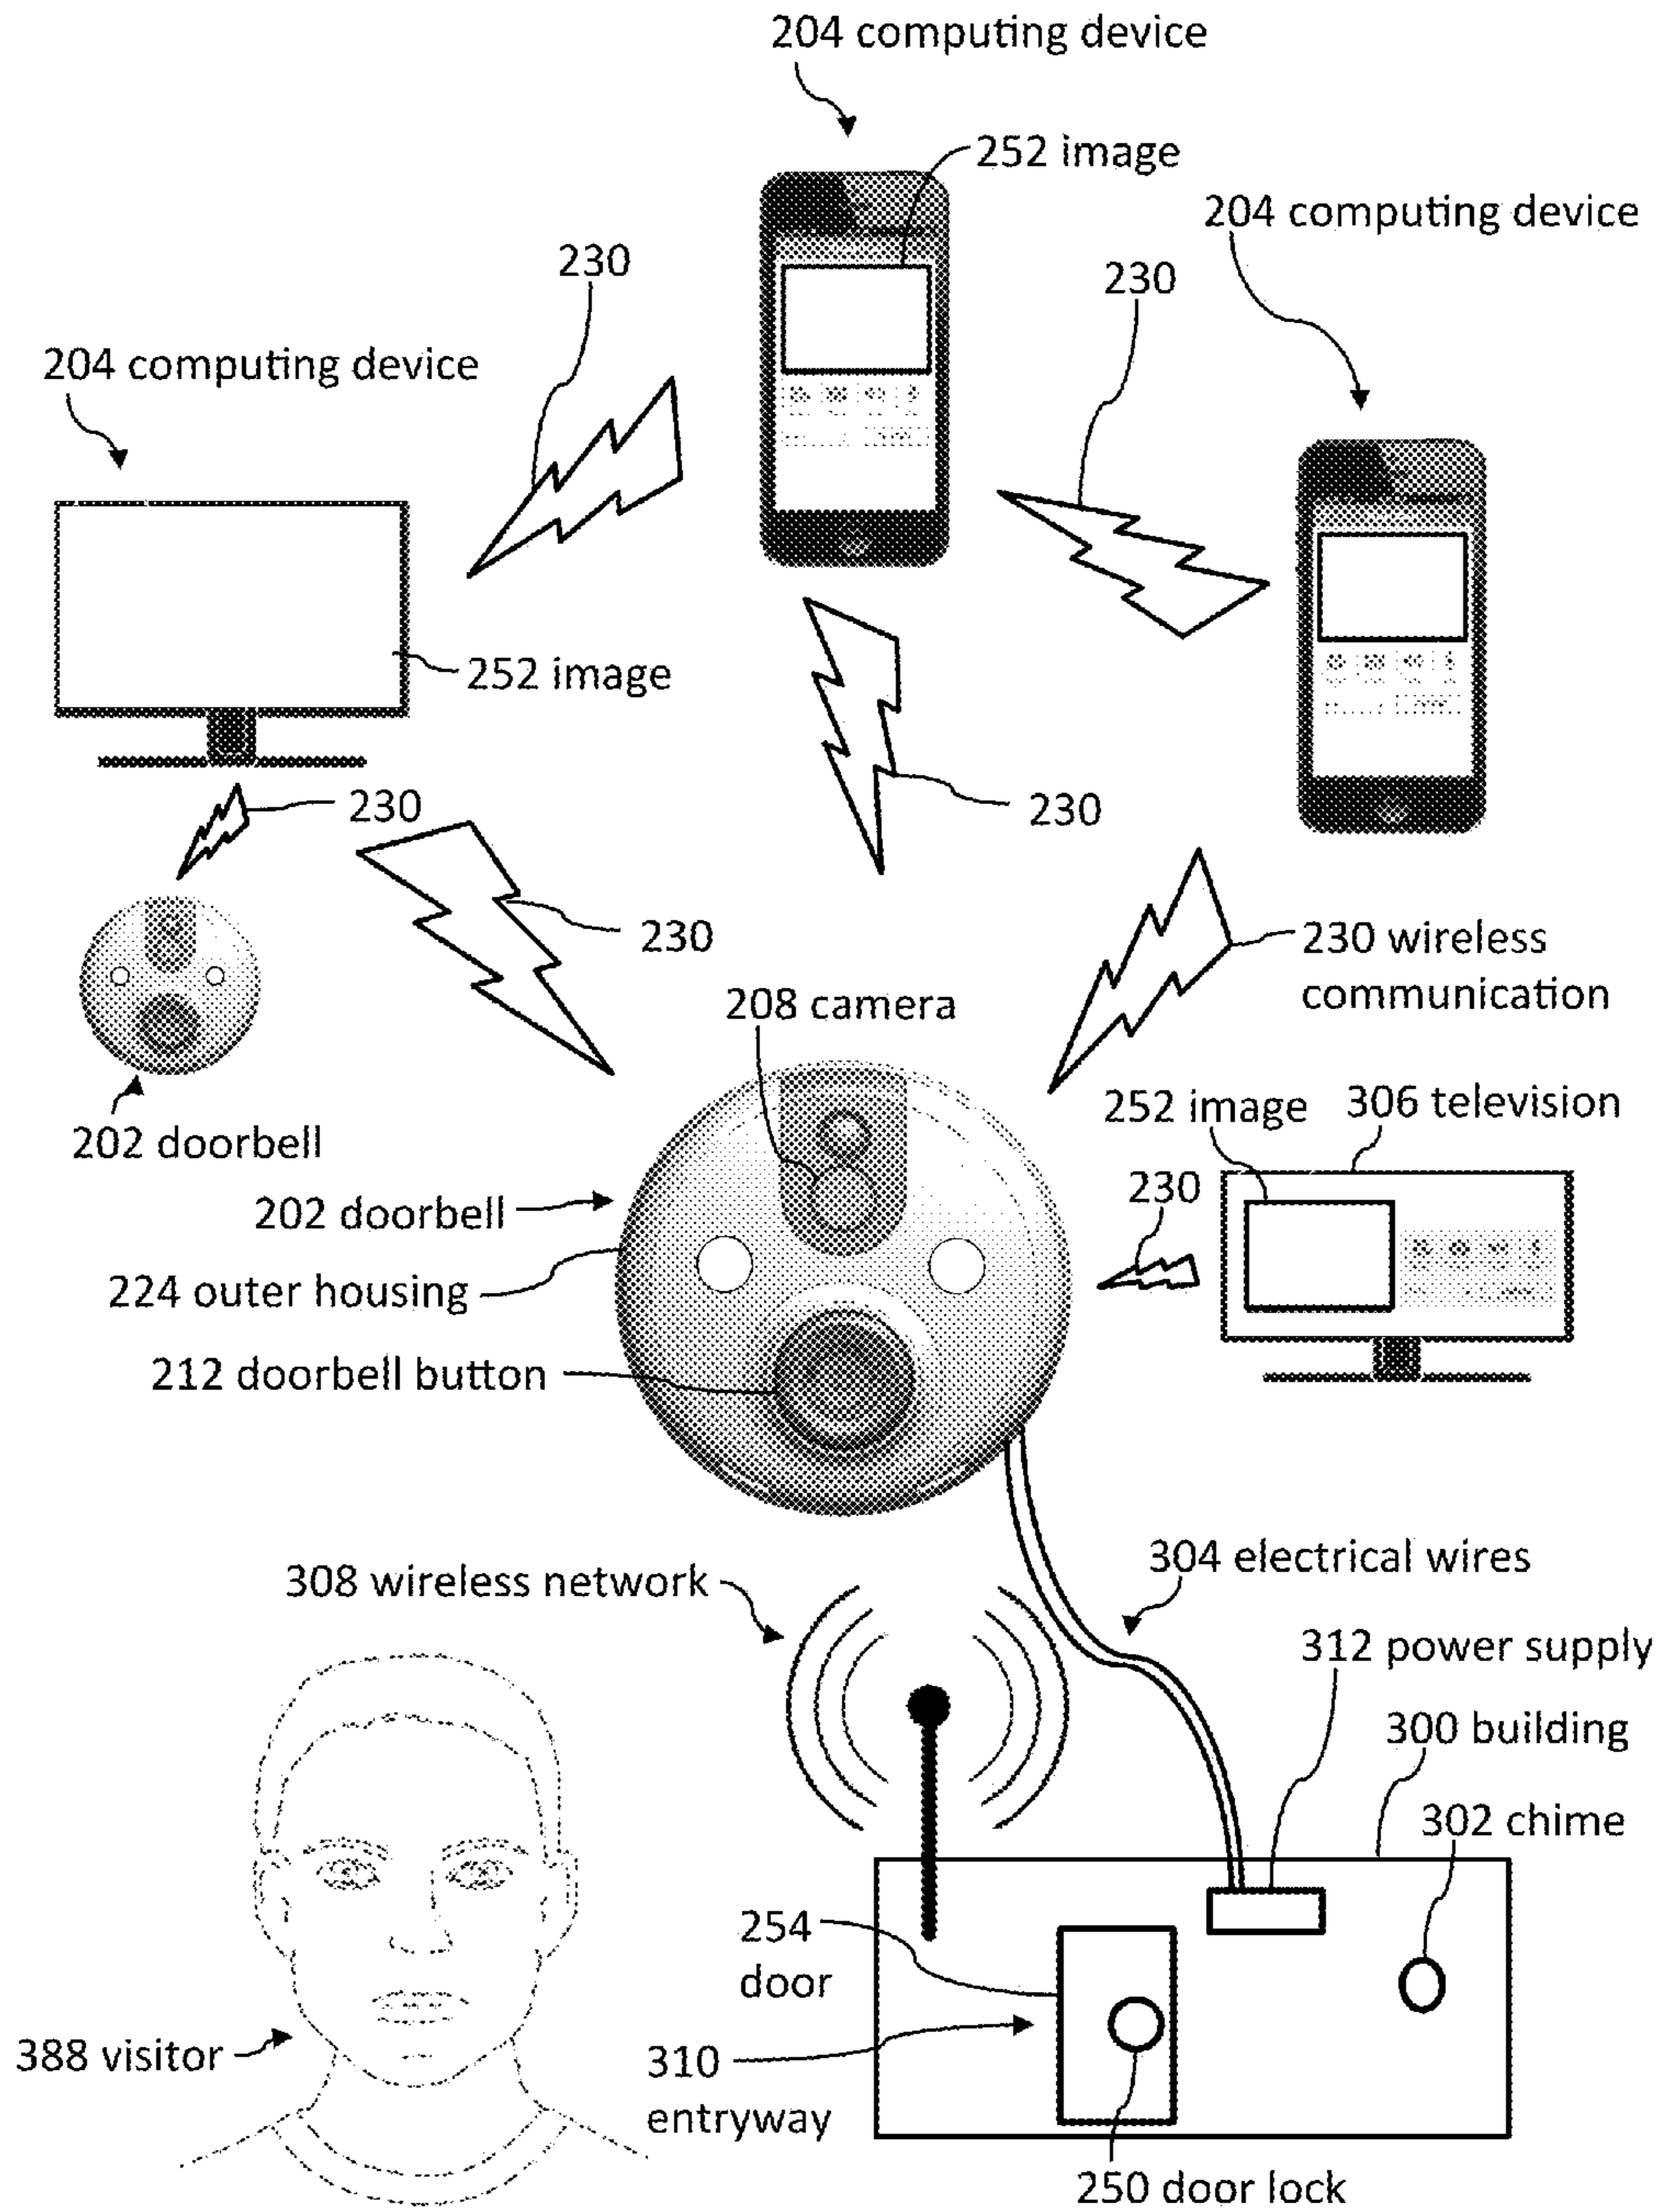 204 computing device
252 image
204 computing device
230
230
204 computing device
252 image
230
230
230
230 wireless
communication
208 camera
252 image
306 television
202 doorbell
230
202 doorbell
224 outer housing
212 doorbell button
304 electrical wires
308 wireless network
312 power supply
300 building
302 chime
254
door
388 visitor
310
entryway
250 door lock